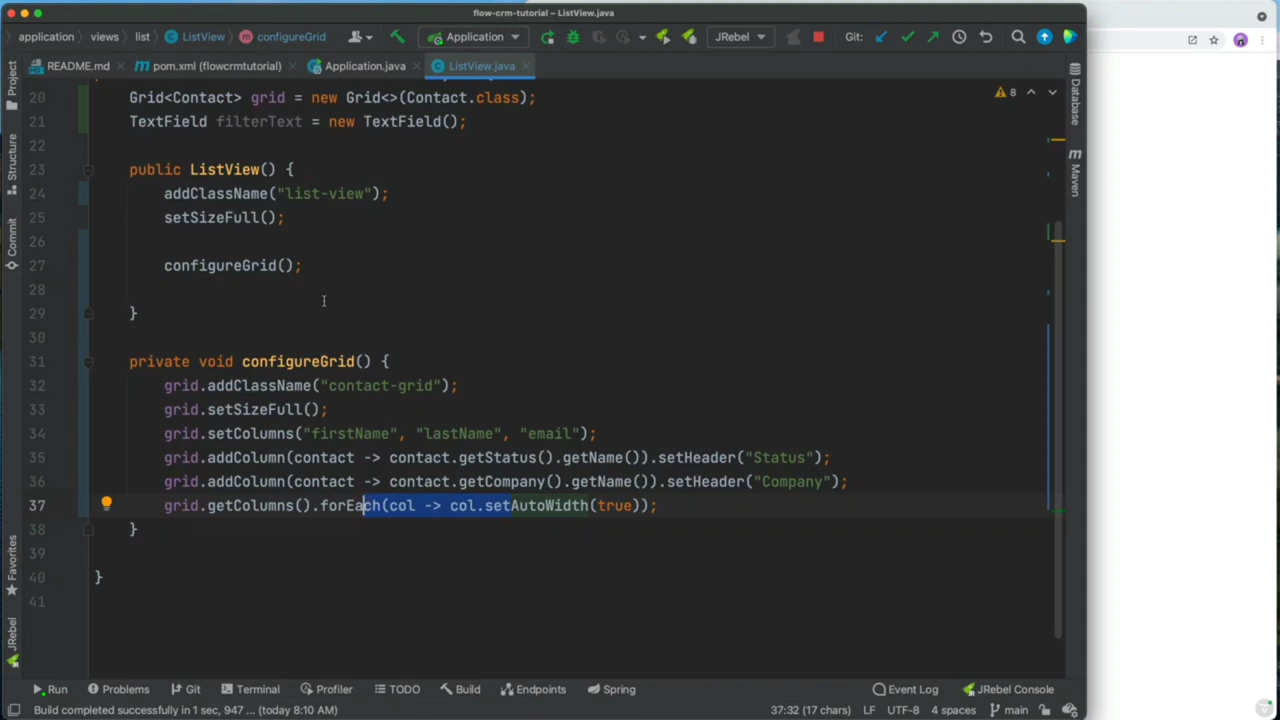 flow-crm-tutorial – ListView.java
application views list ListView configureGrid Application JRebel Git:
README.md pom.xml (flowcrmtutorial) Application.java ListView.java
20 Grid<Contact> grid = new Grid<>(Contact.class);
21 TextField filterText = new TextField();
22
23 public ListView() {
24 addClassName("list-view");
25 setSizeFull();
26
27 configureGrid();
28
29 }
30
31 private void configureGrid() {
32 grid.addClassName("contact-grid");
33 grid.setSizeFull();
34 grid.setColumns("firstName", "lastName", "email");
35 grid.addColumn(contact -> contact.getStatus().getName()).setHeader("Status");
36 grid.addColumn(contact -> contact.getCompany().getName()).setHeader("Company");
37 grid.getColumns().forEach(col -> col.setAutoWidth(true));
38 }
39
40 }
41
8
Project
Structure
Commit
Favorites
JRebel
Database
Maven
Run Problems Git Terminal Profiler TODO Build Endpoints Spring Event Log JRebel Console
Build completed successfully in 1 sec, 947 ... (today 8:10 AM) 37:32 (17 chars) LF UTF-8 4 spaces main